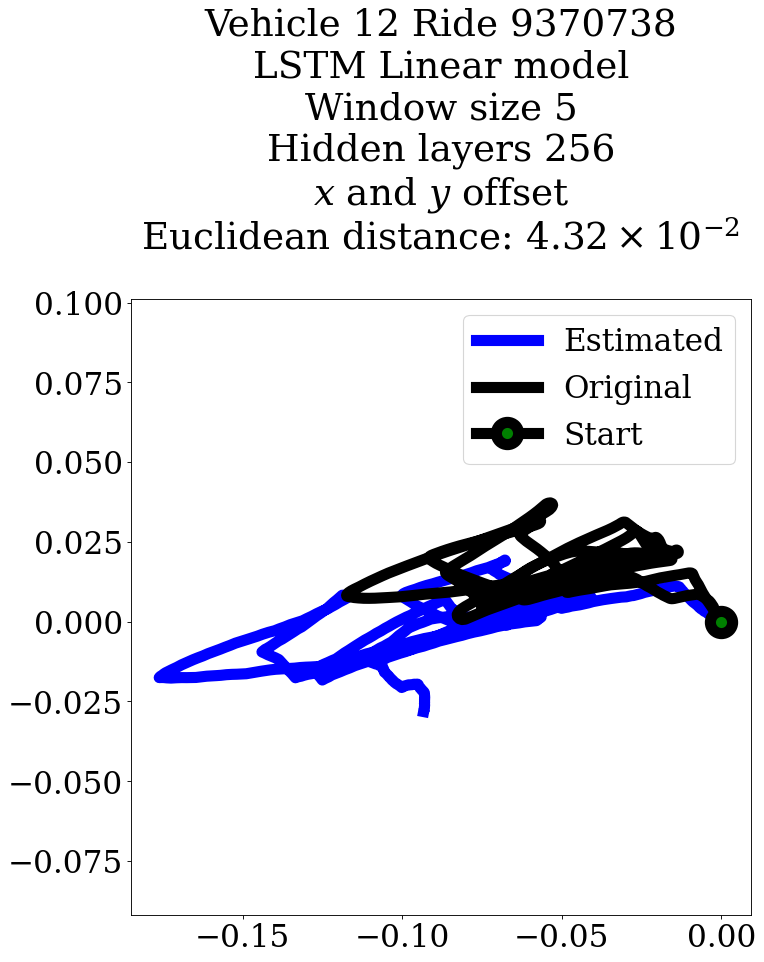 Vehicle 12 Ride 9370738
LSTM Linear model
Window size 5
Hidden layers 256
x and y offset
Euclidean distance: 4.32 × 10⁻²
Estimated
Original
Start
0.100
0.075
0.050
0.025
0.000
−0.025
−0.050
−0.075
−0.15
−0.10
−0.05
0.00